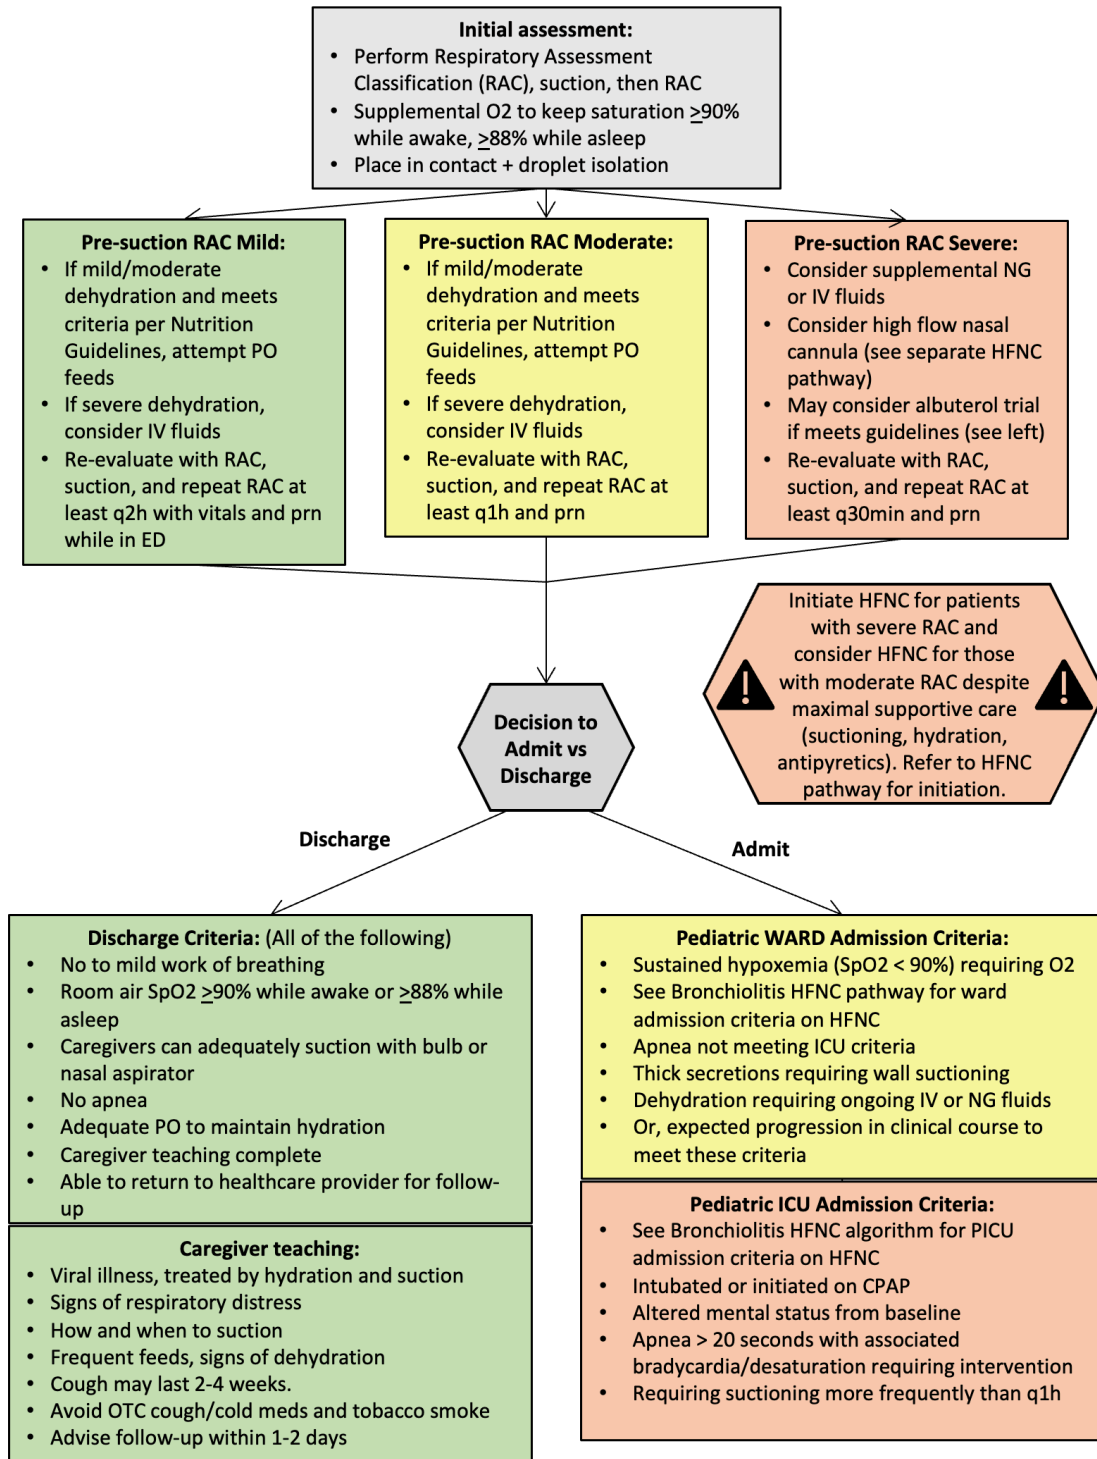 Initial assessment:
• Perform Respiratory Assessment
Classification (RAC), suction, then RAC
• Supplemental O2 to keep saturation ≥90%
while awake, ≥88% while asleep
• Place in contact + droplet isolation
Pre-suction RAC Mild:
• If mild/moderate
dehydration and meets
criteria per Nutrition
Guidelines, attempt PO
feeds
• If severe dehydration,
consider IV fluids
• Re-evaluate with RAC,
suction, and repeat RAC at
least q2h with vitals and prn
while in ED
Pre-suction RAC Moderate:
• If mild/moderate
dehydration and meets
criteria per Nutrition
Guidelines, attempt PO
feeds
• If severe dehydration,
consider IV fluids
• Re-evaluate with RAC,
suction, and repeat RAC at
least q1h and prn
Pre-suction RAC Severe:
• Consider supplemental NG
or IV fluids
• Consider high flow nasal
cannula (see separate HFNC
pathway)
• May consider albuterol trial
if meets guidelines (see left)
• Re-evaluate with RAC,
suction, and repeat RAC at
least q30min and prn
Initiate HFNC for patients
with severe RAC and
consider HFNC for those
with moderate RAC despite
maximal supportive care
(suctioning, hydration,
antipyretics). Refer to HFNC
pathway for initiation.
Decision to
Admit vs
Discharge
Discharge
Admit
Discharge Criteria: (All of the following)
• No to mild work of breathing
• Room air SpO2 ≥90% while awake or ≥88% while
asleep
• Caregivers can adequately suction with bulb or
nasal aspirator
• No apnea
• Adequate PO to maintain hydration
• Caregiver teaching complete
• Able to return to healthcare provider for follow-
up
Caregiver teaching:
• Viral illness, treated by hydration and suction
• Signs of respiratory distress
• How and when to suction
• Frequent feeds, signs of dehydration
• Cough may last 2-4 weeks.
• Avoid OTC cough/cold meds and tobacco smoke
• Advise follow-up within 1-2 days
Pediatric WARD Admission Criteria:
• Sustained hypoxemia (SpO2 < 90%) requiring O2
• See Bronchiolitis HFNC pathway for ward
admission criteria on HFNC
• Apnea not meeting ICU criteria
• Thick secretions requiring wall suctioning
• Dehydration requiring ongoing IV or NG fluids
• Or, expected progression in clinical course to
meet these criteria
Pediatric ICU Admission Criteria:
• See Bronchiolitis HFNC algorithm for PICU
admission criteria on HFNC
• Intubated or initiated on CPAP
• Altered mental status from baseline
• Apnea > 20 seconds with associated
bradycardia/desaturation requiring intervention
• Requiring suctioning more frequently than q1h